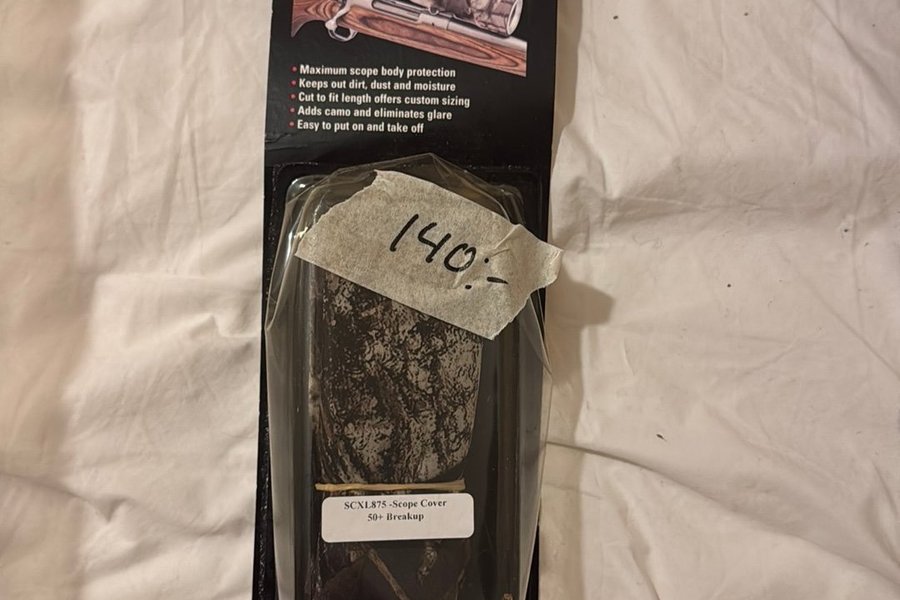 • Maximum scope body protection
• Keeps out dirt, dust and moisture
• Cut to fit length offers custom sizing
• Adds camo and eliminates glare
• Easy to put on and take off
140:-
SCXL875 -Scope Cover
50+ Breakup